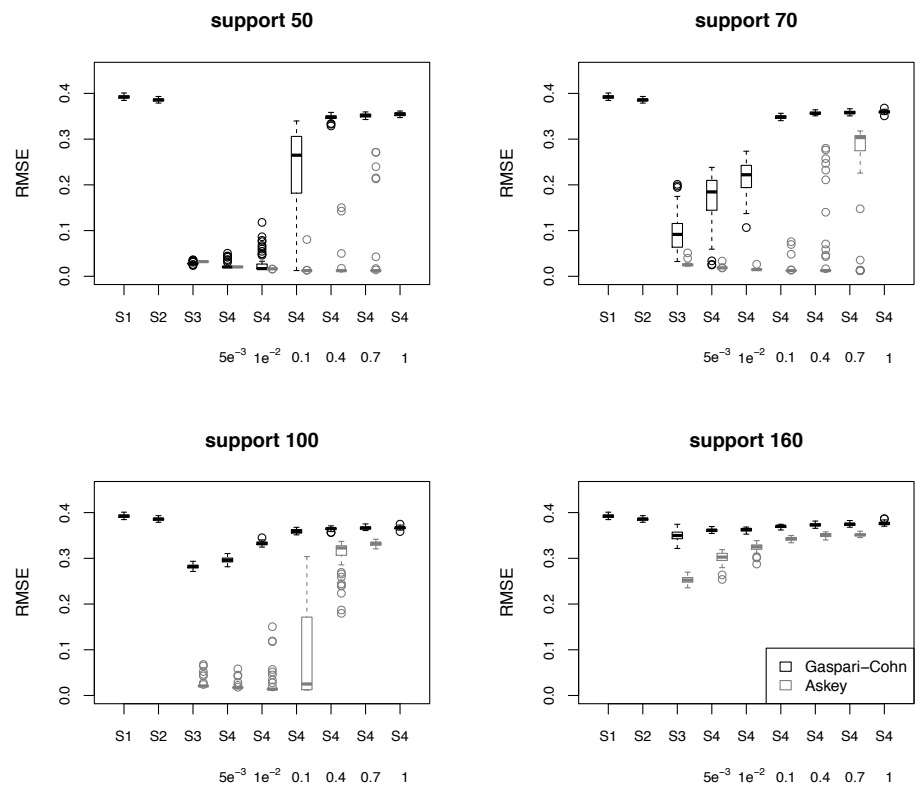 support 50
RMSE
0.4
0.3
0.2
0.1
0.0
S1 S2 S3 S4 S4 S4 S4 S4 S4
5e⁻³ 1e⁻² 0.1 0.4 0.7 1
support 70
RMSE
0.4
0.3
0.2
0.1
0.0
S1 S2 S3 S4 S4 S4 S4 S4 S4
5e⁻³ 1e⁻² 0.1 0.4 0.7 1
support 100
RMSE
0.4
0.3
0.2
0.1
0.0
S1 S2 S3 S4 S4 S4 S4 S4 S4
5e⁻³ 1e⁻² 0.1 0.4 0.7 1
support 160
RMSE
0.4
0.3
0.2
0.1
0.0
Gaspari−Cohn
Askey
S1 S2 S3 S4 S4 S4 S4 S4 S4
5e⁻³ 1e⁻² 0.1 0.4 0.7 1